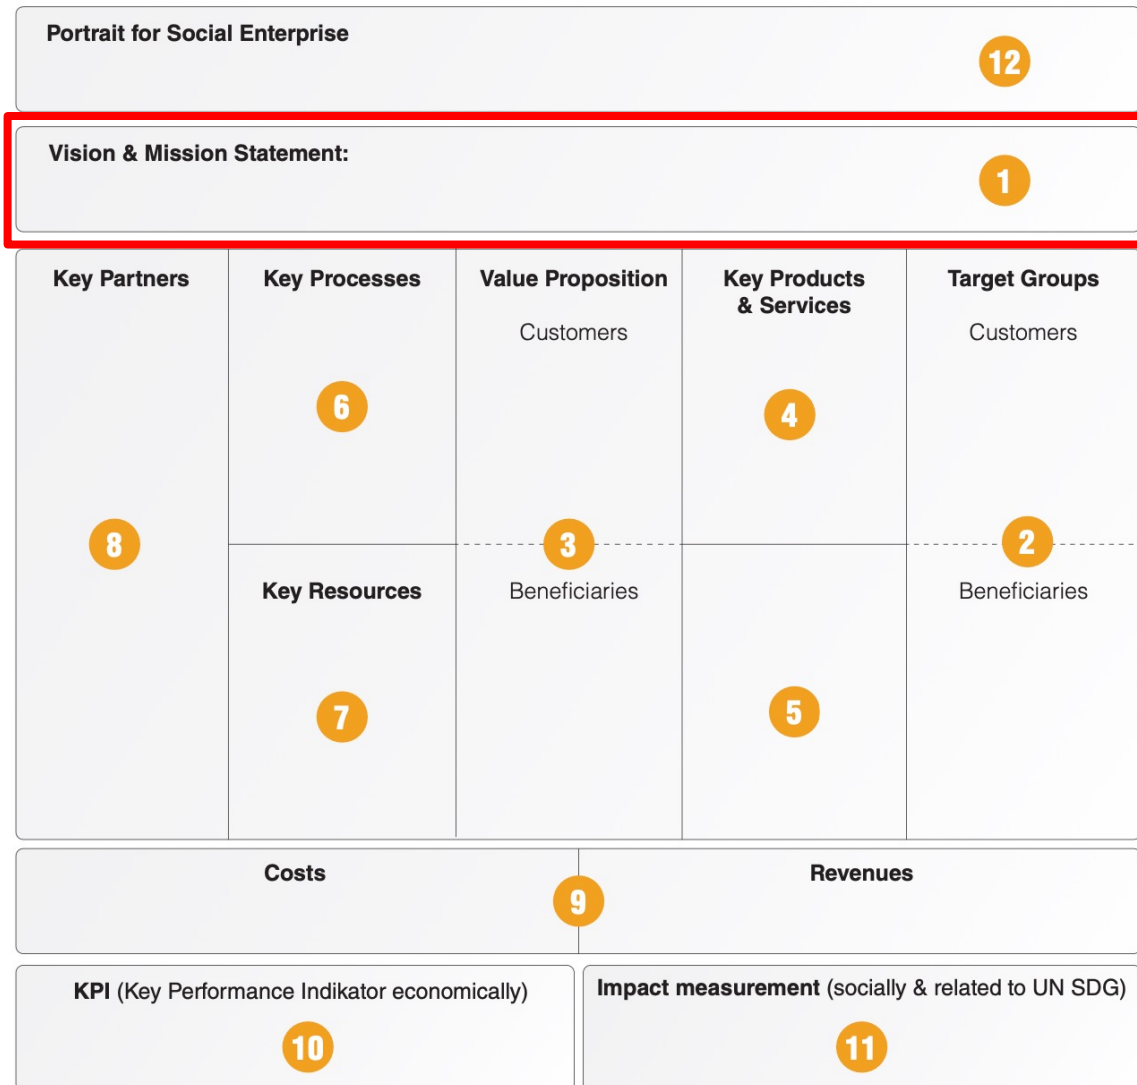 Portrait for Social Enterprise
12
Vision & Mission Statement:
1
Key Partners
8
Key Processes
6
Key Resources
7
Value Proposition
Customers
3
Beneficiaries
Key Products
& Services
4
5
Target Groups
Customers
2
Beneficiaries
Costs
9
Revenues
KPI (Key Performance Indikator economically)
10
Impact measurement (socially & related to UN SDG)
11